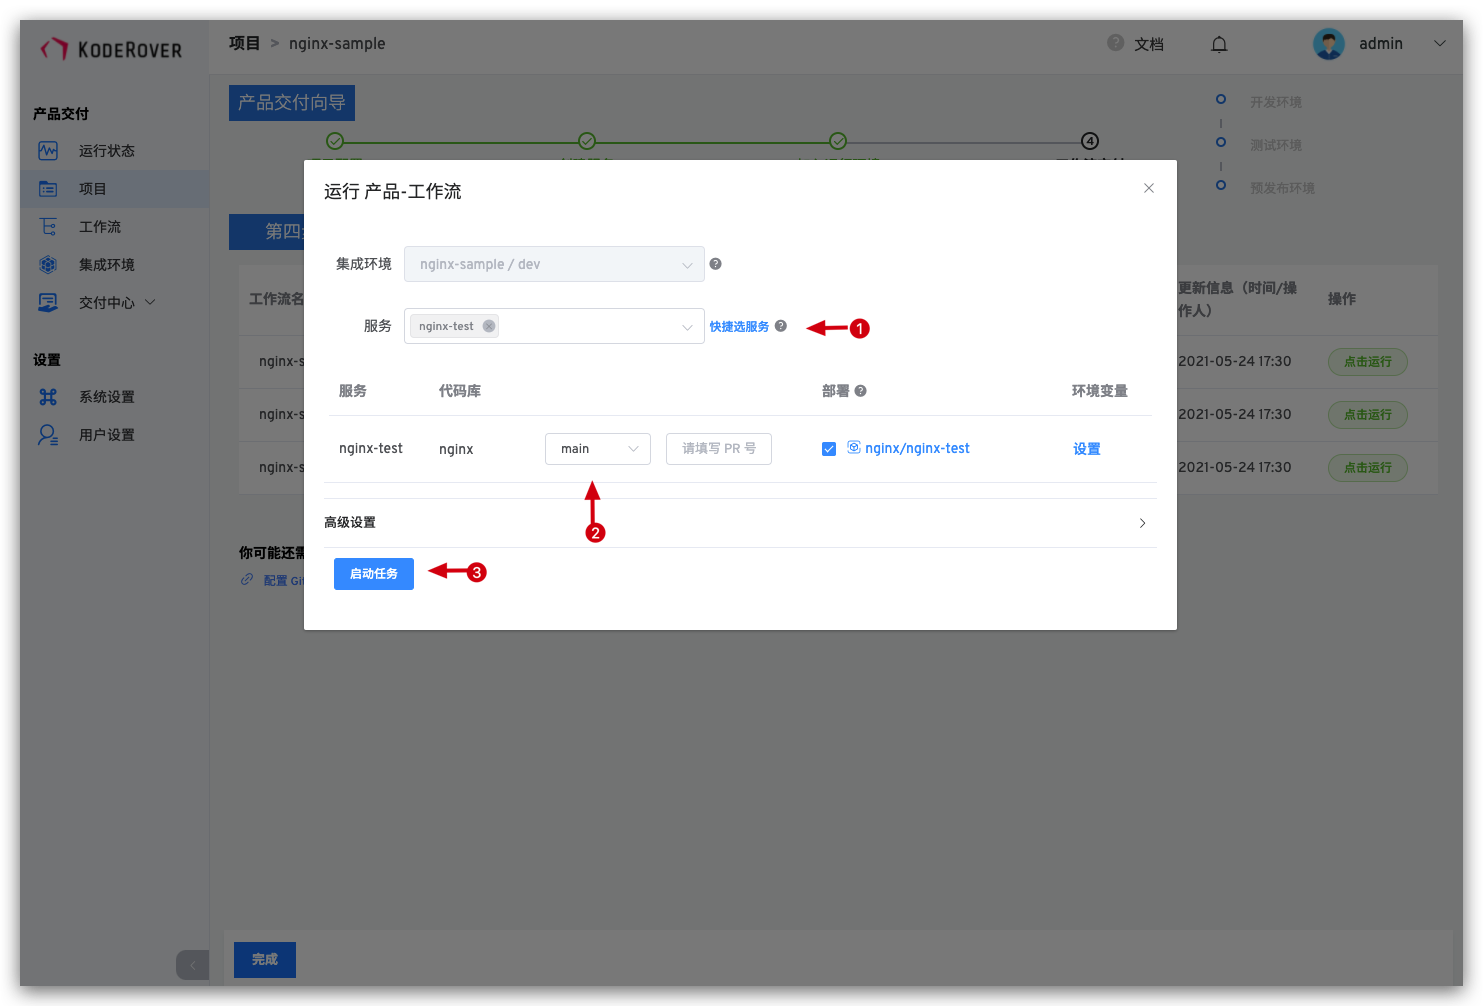 KODEROVER
项目 > nginx-sample
文档
admin
产品交付
运行状态
项目
工作流
集成环境
交付中心
设置
系统设置
用户设置
产品交付向导
4
开发环境
测试环境
预发布环境
第四
工作流名
更新信息（时间/操
作人）
操作
nginx-s
2021-05-24 17:30
点击运行
nginx-s
2021-05-24 17:30
点击运行
nginx-s
2021-05-24 17:30
点击运行
你可能还需
配置 Git
运行 产品-工作流
集成环境
nginx-sample / dev
服务
nginx-test
快捷选服务
1
服务 代码库 部署 环境变量
nginx-test nginx main 请填写 PR 号 nginx/nginx-test 设置
2
高级设置
启动任务
3
完成